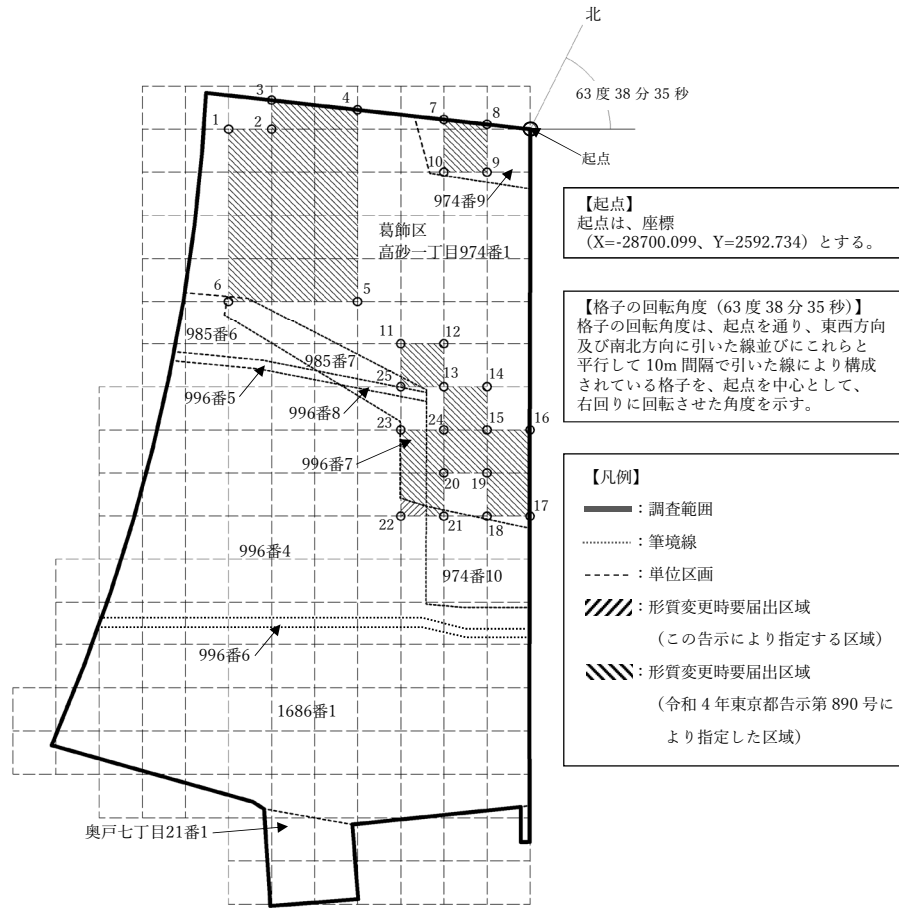 北
63 度 38 分 35 秒
起点
3
4
7
8
1
2
10
9
974番9
葛飾区
高砂一丁目974番1
6
5
11
12
985番6
985番7
25
13
14
996番5
996番8
23
24
15
16
996番7
20
19
17
22
21
18
996番4
974番10
996番6
1686番1
奥戸七丁目21番1
【起点】
起点は、座標
（X=-28700.099、Y=2592.734）とする。
【格子の回転角度（63 度 38 分 35 秒）】
格子の回転角度は、起点を通り、東西方向
及び南北方向に引いた線並びにこれらと
平行して 10m 間隔で引いた線により構成
されている格子を、起点を中心として、
右回りに回転させた角度を示す。
【凡例】
：調査範囲
：筆境線
：単位区画
：形質変更時要届出区域
（この告示により指定する区域）
：形質変更時要届出区域
（令和 4 年東京都告示第 890 号に
より指定した区域）